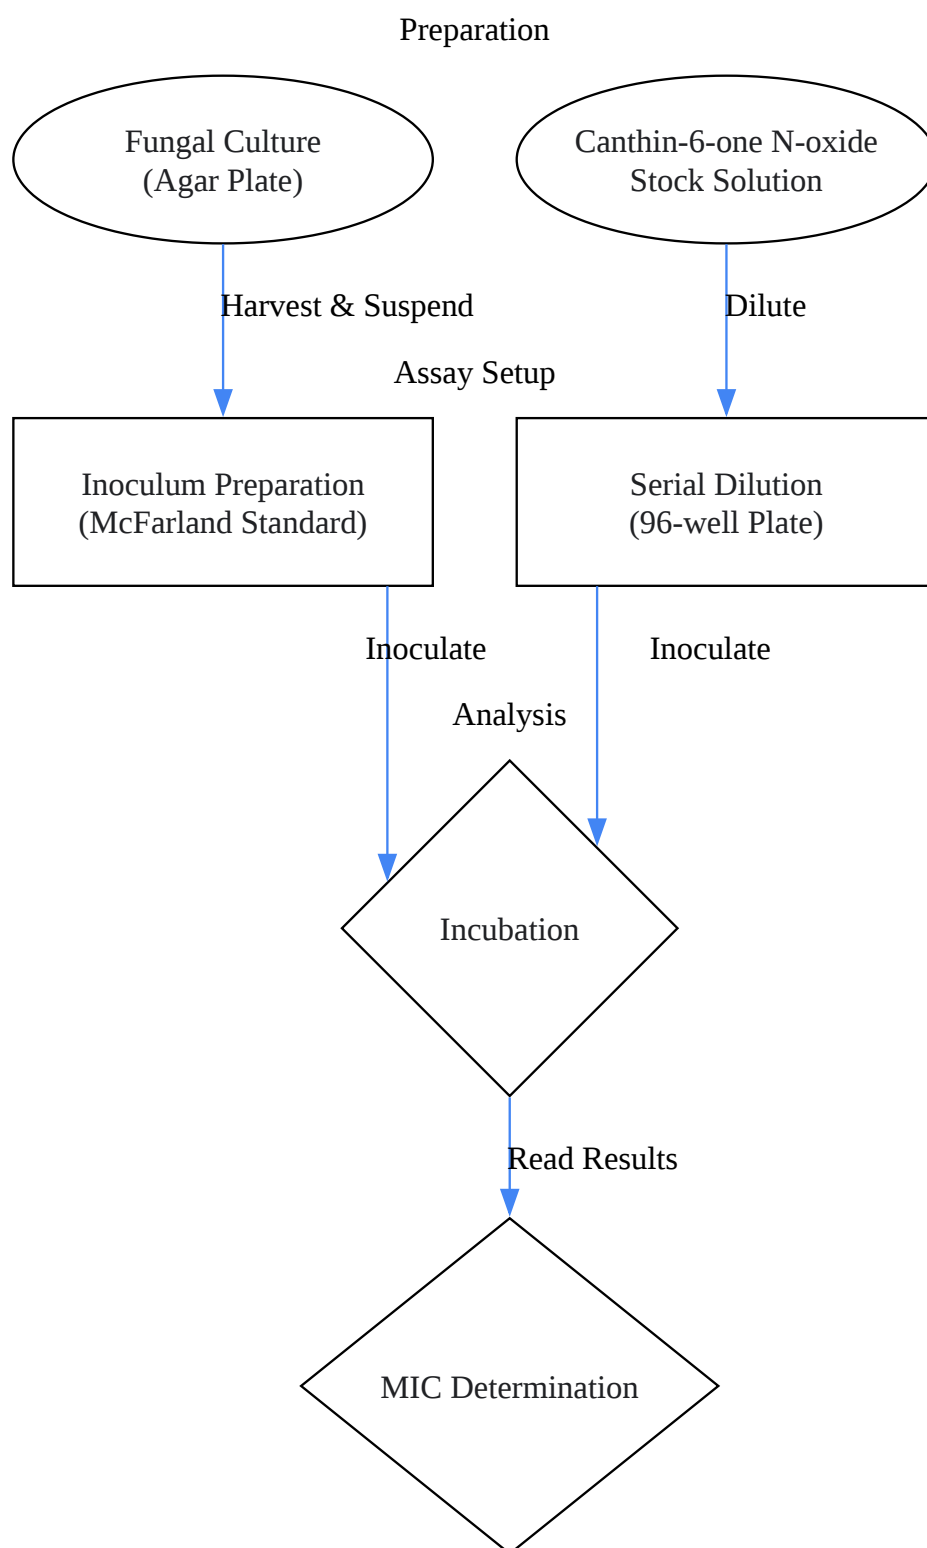 Preparation
Fungal Culture
(Agar Plate)
Canthin-6-one N-oxide
Stock Solution
Harvest & Suspend
Dilute
Assay Setup
Inoculum Preparation
(McFarland Standard)
Serial Dilution
(96-well Plate)
Inoculate
Inoculate
Analysis
Incubation
Read Results
MIC Determination